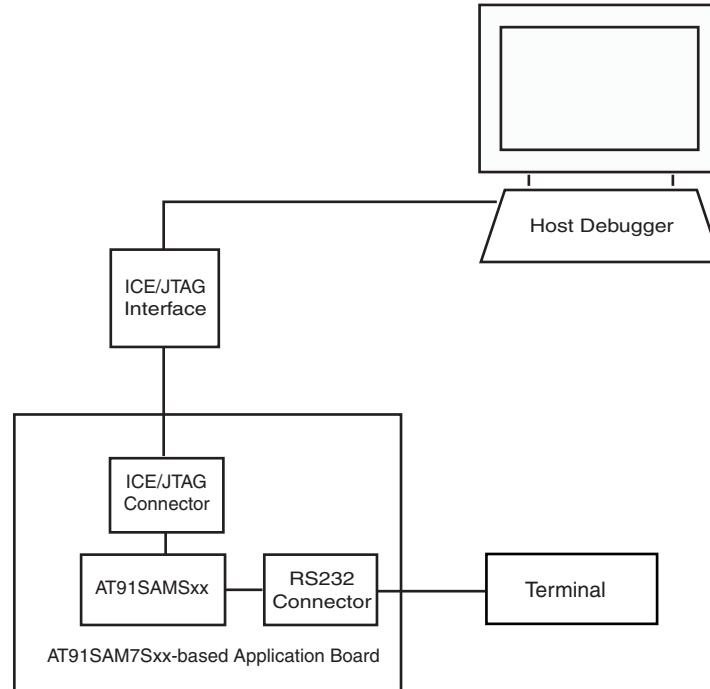 Host Debugger
ICE/JTAG
Interface
ICE/JTAG
Connector
AT91SAMSxx
RS232
Connector
Terminal
AT91SAM7Sxx-based Application Board